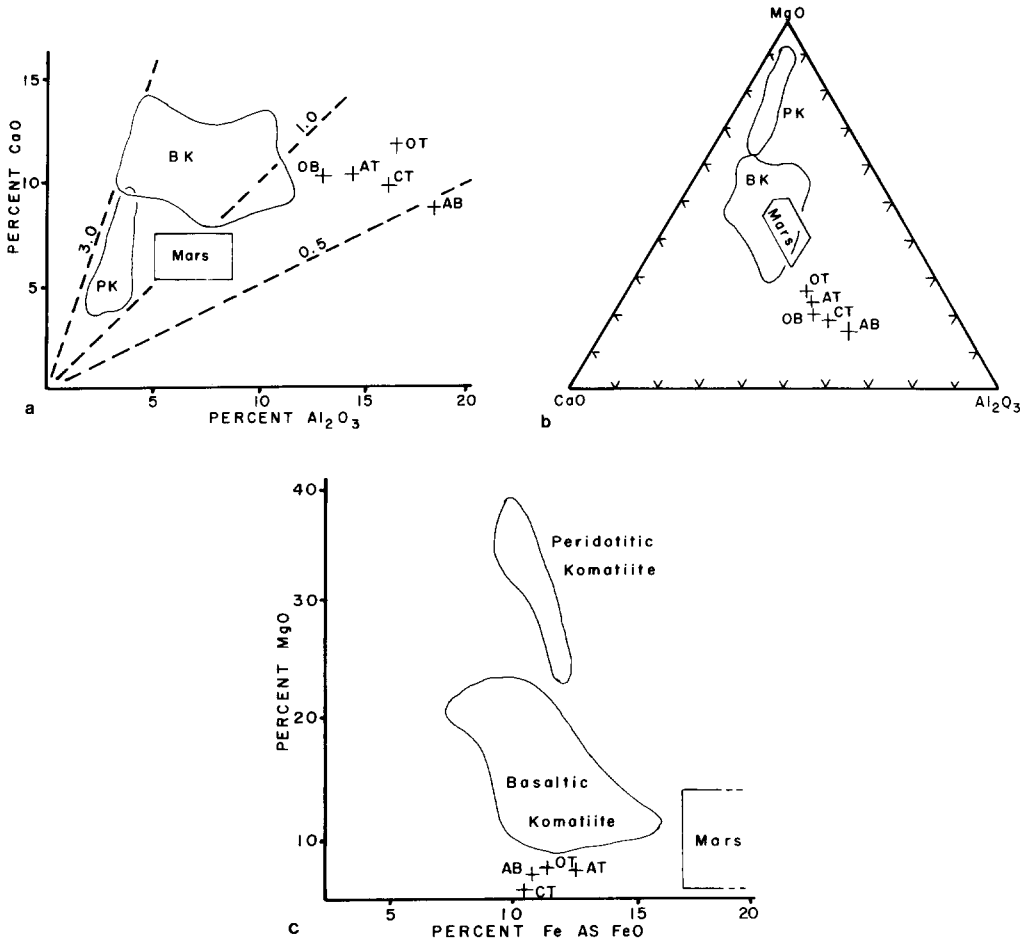 15
10
5
PERCENT CaO
3.0
1.0
0.5
BK
PK
Mars
OB
AT
OT
CT
AB
5
10
15
20
PERCENT Al2O3
a
MgO
PK
BK
Mars
OT
AT
OB
CT
AB
CaO
Al2O3
b
40
30
20
10
PERCENT MgO
Peridotitic
Komatiite
Basaltic
Komatiite
Mars
AB
OT
AT
CT
5
10
15
20
PERCENT Fe AS FeO
c